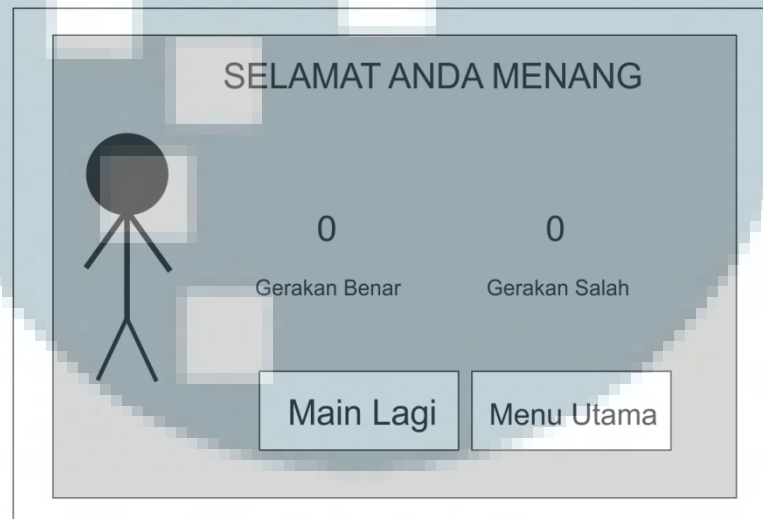 SELAMAT ANDA MENANG
0 0
Gerakan Benar Gerakan Salah
Main Lagi Menu Utama